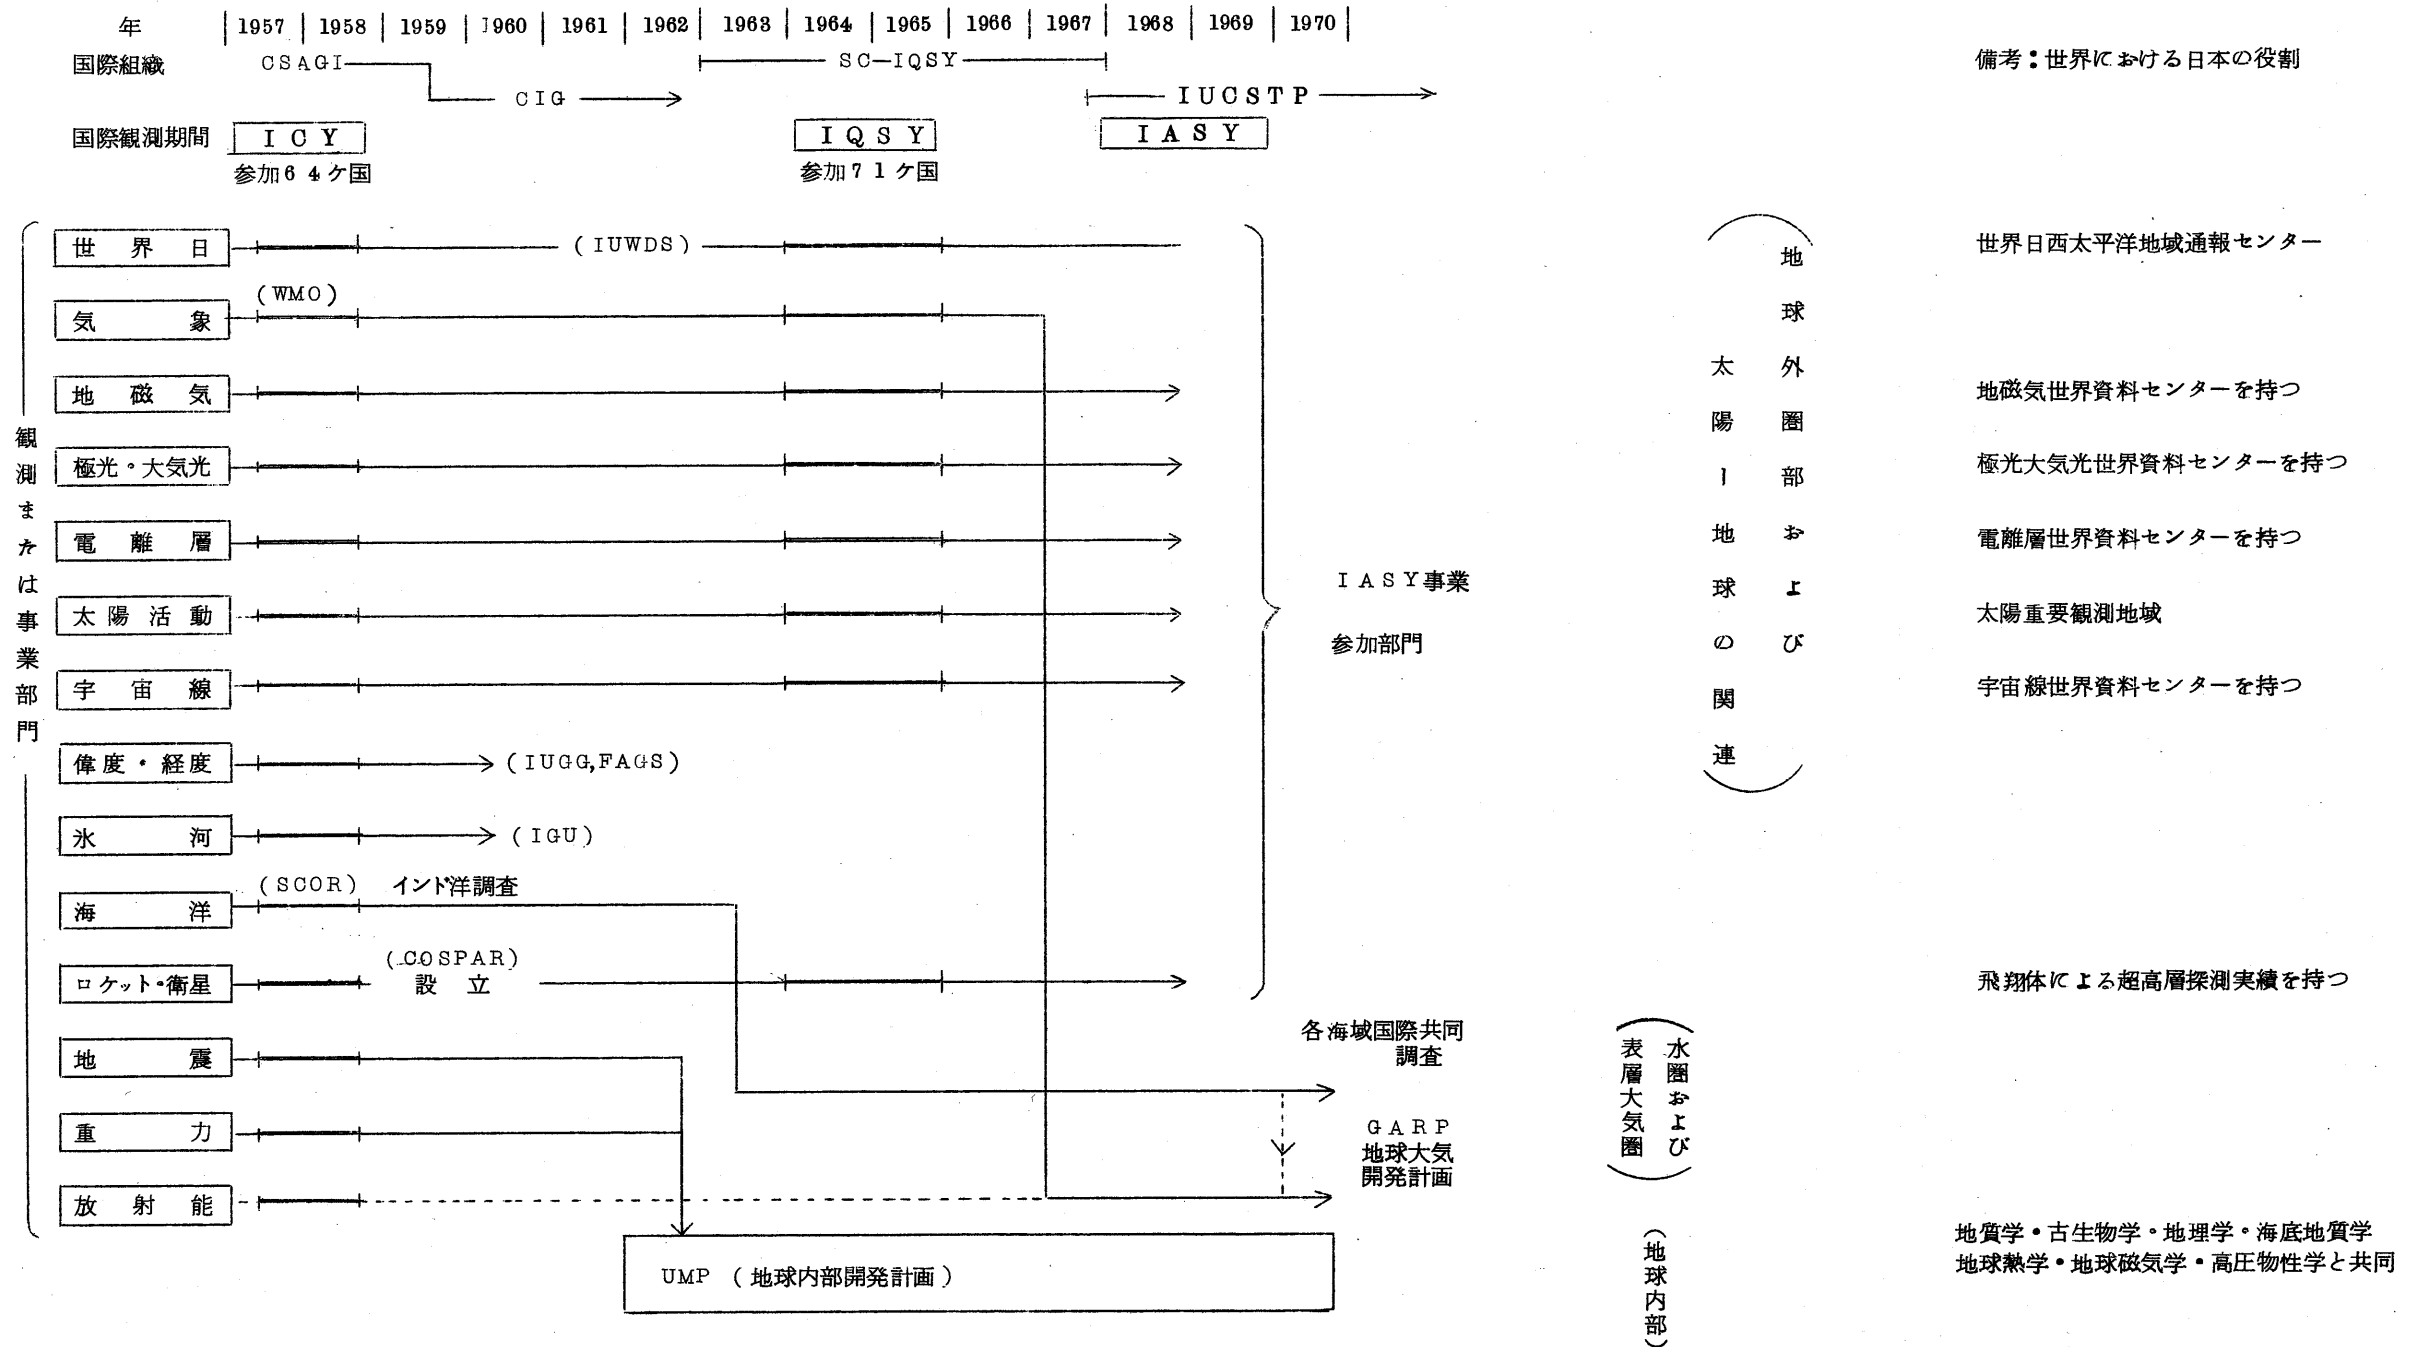 年 1957 1958 1959 1960 1961 1962 1963 1964 1965 1966 1967 1968 1969 1970
国際組織 CSAGI SC-IQSY
備考：世界における日本の役割
CIG IUCSTP
国際観測期間 ICY IQSY IASY
参加64ケ国 参加71ケ国
観測または事業部門
世界日 (IUWDS)
世界日西太平洋地域通報センター
(WMO)
気象
地磁気
地磁気世界資料センターを持つ
極光・大気光
極光大気光世界資料センターを持つ
電離層
電離層世界資料センターを持つ
太陽活動
太陽重要観測地域
宇宙線
宇宙線世界資料センターを持つ
偉度・経度 (IUGG,FAGS)
氷河 (IGU)
(SCOR) インド洋調査
海洋
(COSPAR)
ロケット・衛星 設立
飛翔体による超高層探測実績を持つ
地震
重力
放射能
IASY事業
参加部門
(地球外圏部および
太陽ー地球の関連)
各海域国際共同
調査
GARP
地球大気
開発計画
(水圏および
表層大気圏)
UMP (地球内部開発計画)
(地球内部)
地質学・古生物学・地理学・海底地質学
地球熱学・地球磁気学・高圧物性学と共同